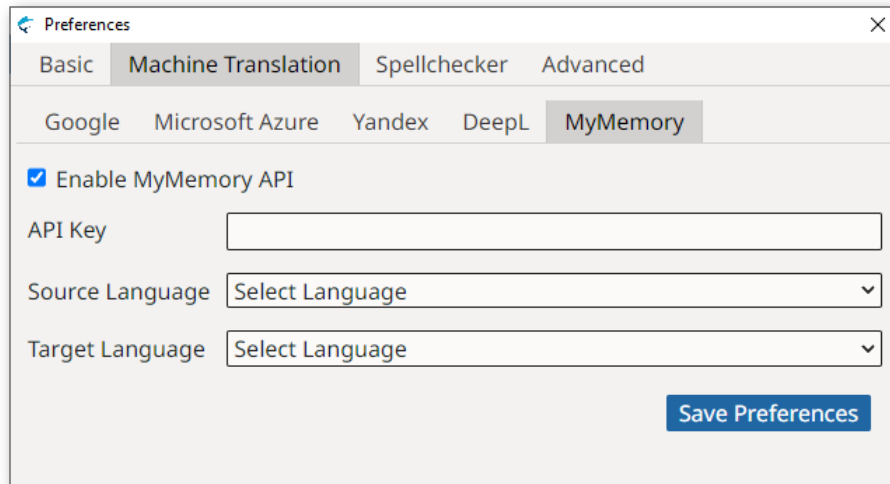 Preferences
Basic Machine Translation Spellchecker Advanced
Google Microsoft Azure Yandex DeepL MyMemory
Enable MyMemory API
API Key
Source Language Select Language
Target Language Select Language
Save Preferences